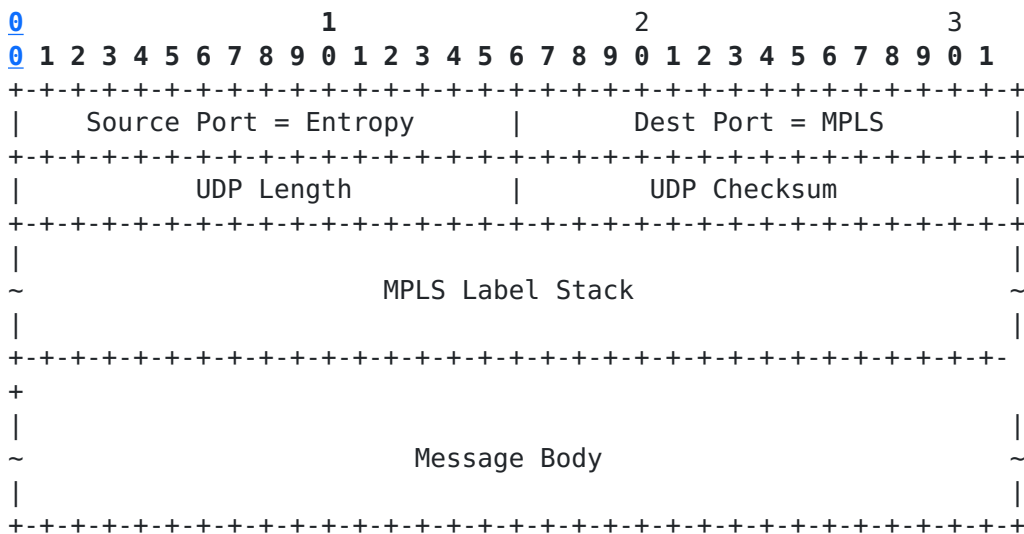 0                   1                   2                   3
0 1 2 3 4 5 6 7 8 9 0 1 2 3 4 5 6 7 8 9 0 1 2 3 4 5 6 7 8 9 0 1
+-+-+-+-+-+-+-+-+-+-+-+-+-+-+-+-+-+-+-+-+-+-+-+-+-+-+-+-+-+-+-+-+
|    Source Port = Entropy      |       Dest Port = MPLS        |
+-+-+-+-+-+-+-+-+-+-+-+-+-+-+-+-+-+-+-+-+-+-+-+-+-+-+-+-+-+-+-+-+
|           UDP Length          |        UDP Checksum           |
+-+-+-+-+-+-+-+-+-+-+-+-+-+-+-+-+-+-+-+-+-+-+-+-+-+-+-+-+-+-+-+-+
|                                                               |
~                       MPLS Label Stack                        ~
|                                                               |
+-+-+-+-+-+-+-+-+-+-+-+-+-+-+-+-+-+-+-+-+-+-+-+-+-+-+-+-+-+-+-+-
+
|                                                               |
~                         Message Body                          ~
|                                                               |
+-+-+-+-+-+-+-+-+-+-+-+-+-+-+-+-+-+-+-+-+-+-+-+-+-+-+-+-+-+-+-+-+